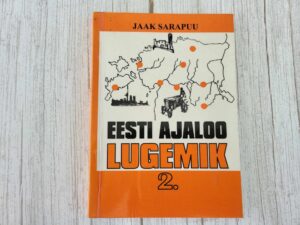 JAAK SARAPUU
EESTI AJALOO
LUGEMIK
2.